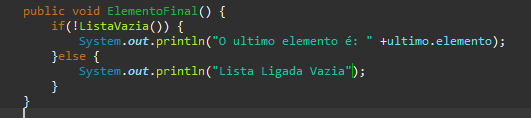 public void ElementoFinal() {
if(!ListaVazia()) {
System.out.println("O ultimo elemento é: " +ultimo.elemento);
}else {
System.out.println("Lista Ligada Vazia");
}
}